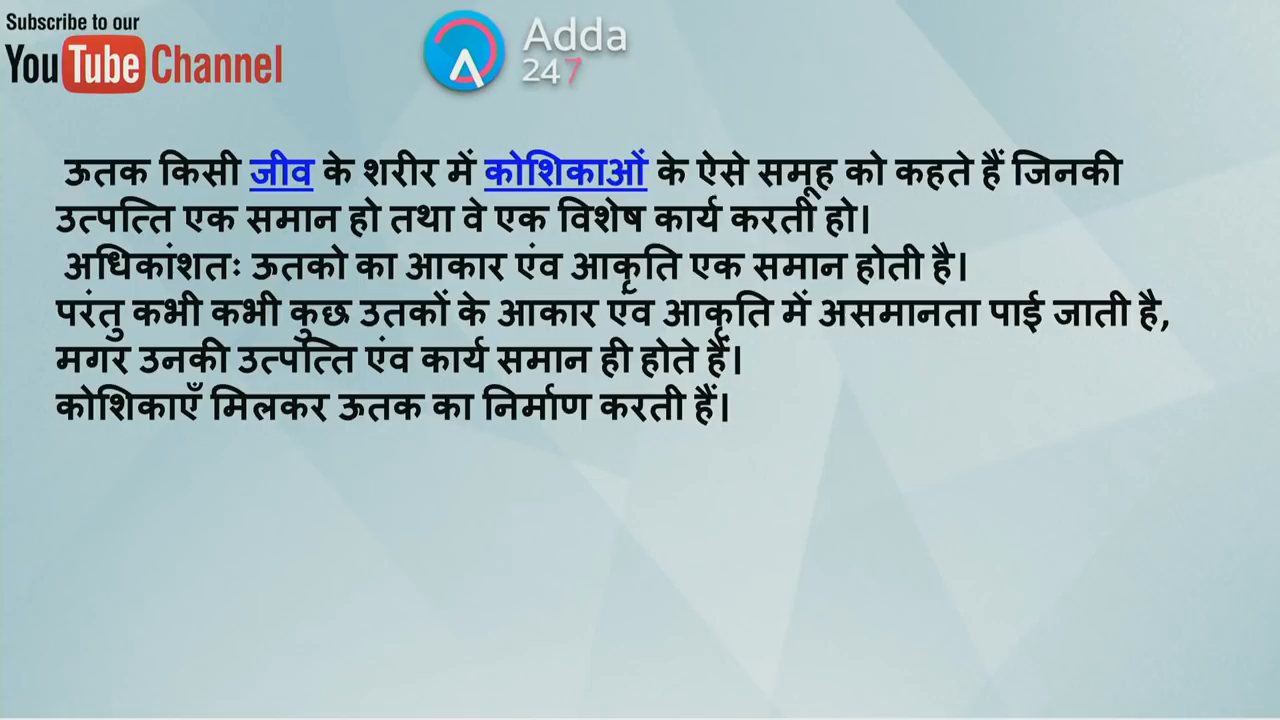 Subscribe to our
YouTube Channel
Adda
247
ऊतक किसी जीव के शरीर में कोशिकाओं के ऐसे समूह को कहते हैं जिनकी
उत्पत्ति एक समान हो तथा वे एक विशेष कार्य करती हो।
अधिकांशतः ऊतको का आकार एंव आकृति एक समान होती है।
परंतु कभी कभी कुछ उतकों के आकार एंव आकृति में असमानता पाई जाती है,
मगर उनकी उत्पत्ति एंव कार्य समान ही होते हैं।
कोशिकाएँ मिलकर ऊतक का निर्माण करती हैं।